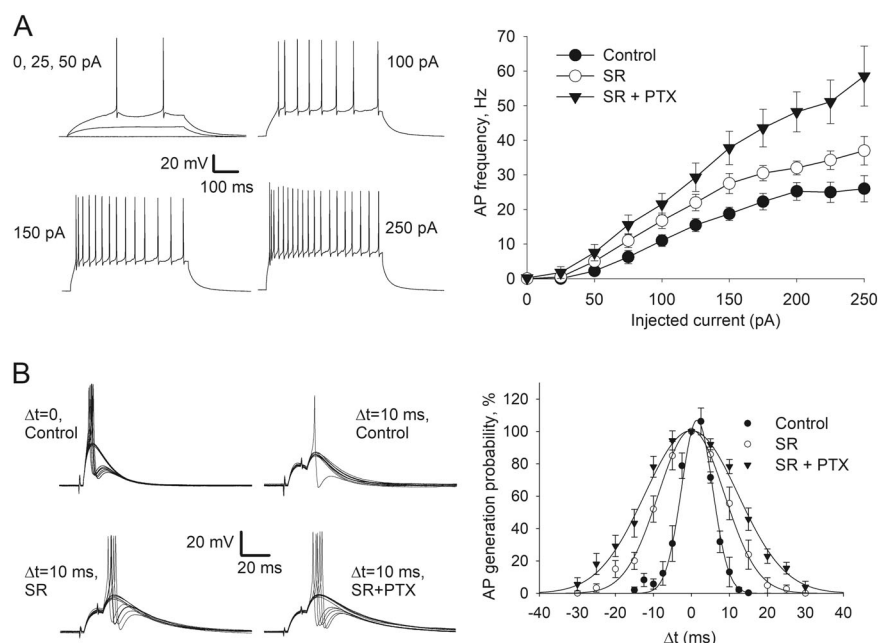 A
0, 25, 50 pA
100 pA
20 mV
100 ms
150 pA
250 pA
AP frequency, Hz
70
60
50
40
30
20
10
0
Control
SR
SR + PTX
0 50 100 150 200 250
Injected current (pA)
B
Δt=0,
Control
Δt=10 ms,
Control
20 mV
20 ms
Δt=10 ms,
SR
Δt=10 ms,
SR+PTX
AP generation probability, %
120
100
80
60
40
20
0
Control
SR
SR + PTX
-40 -30 -20 -10 0 10 20 30 40
Δt (ms)